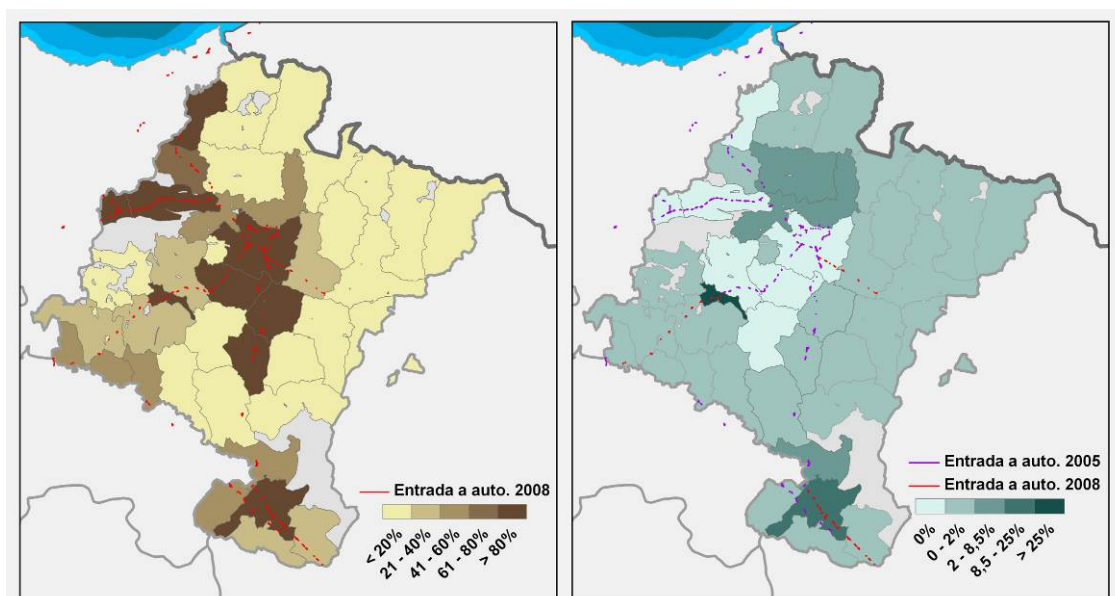 Entrada a auto. 2008
< 20%
21 - 40%
41 - 60%
61 - 80%
> 80%
Entrada a auto. 2005
Entrada a auto. 2008
0%
0 - 2%
2 - 8,5%
8,5 - 25%
> 25%